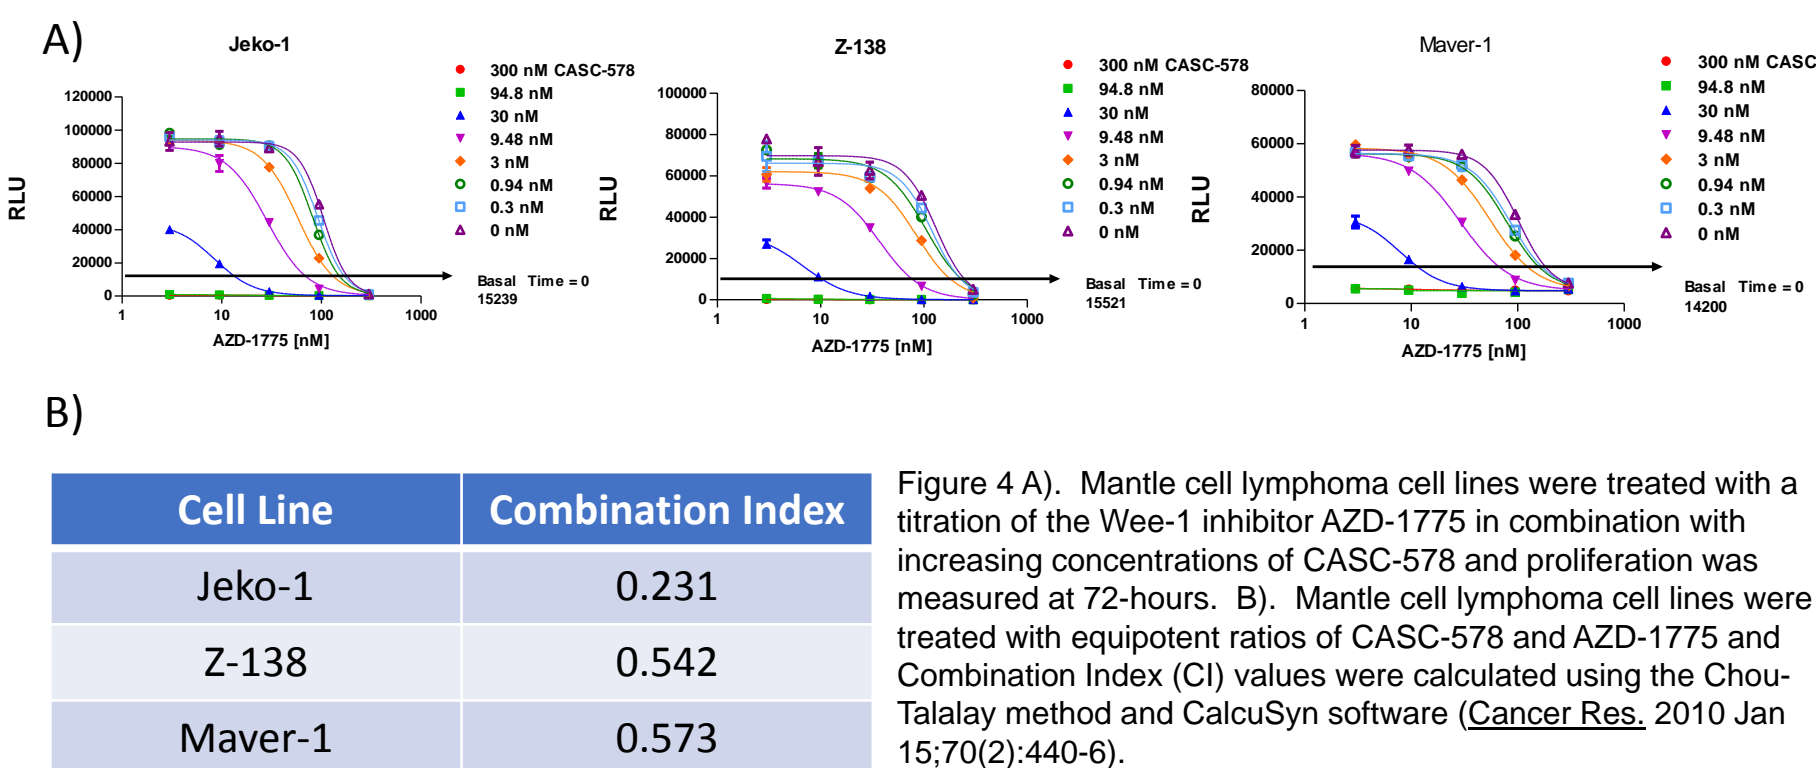 A)
Jeko-1
120000
100000
80000
60000
40000
20000
0
1
10
100
1000
RLU
AZD-1775 [nM]
300 nM CASC-578
94.8 nM
30 nM
9.48 nM
3 nM
0.94 nM
0.3 nM
0 nM
Basal Time = 0
15239
Z-138
100000
80000
60000
40000
20000
0
1
10
100
1000
RLU
AZD-1775 [nM]
300 nM CASC-578
94.8 nM
30 nM
9.48 nM
3 nM
0.94 nM
0.3 nM
0 nM
Basal Time = 0
15521
Maver-1
80000
60000
40000
20000
0
1
10
100
1000
RLU
AZD-1775 [nM]
300 nM CASC
94.8 nM
30 nM
9.48 nM
3 nM
0.94 nM
0.3 nM
0 nM
Basal Time = 0
14200
B)
Cell Line Combination Index
Jeko-1 0.231
Z-138 0.542
Maver-1 0.573
Figure 4 A). Mantle cell lymphoma cell lines were treated with a
titration of the Wee-1 inhibitor AZD-1775 in combination with
increasing concentrations of CASC-578 and proliferation was
measured at 72-hours. B). Mantle cell lymphoma cell lines were
treated with equipotent ratios of CASC-578 and AZD-1775 and
Combination Index (CI) values were calculated using the Chou-
Talalay method and CalcuSyn software (Cancer Res. 2010 Jan
15;70(2):440-6).